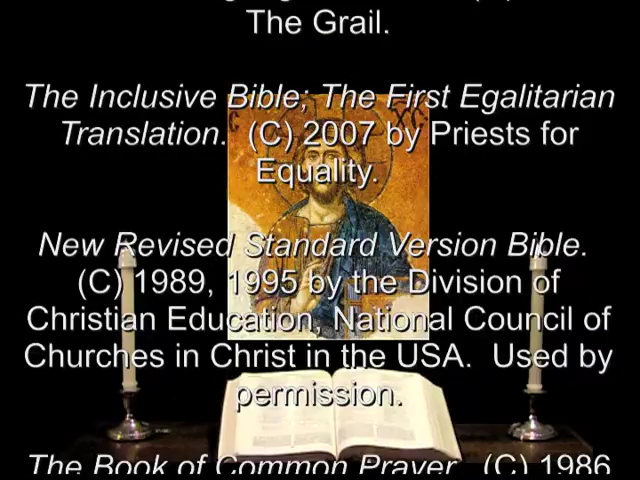 The Grail.
The Inclusive Bible; The First Egalitarian
Translation. (C) 2007 by Priests for
Equality.
New Revised Standard Version Bible.
(C) 1989, 1995 by the Division of
Christian Education, National Council of
Churches in Christ in the USA. Used by
permission.
The Book of Common Prayer. (C) 1986